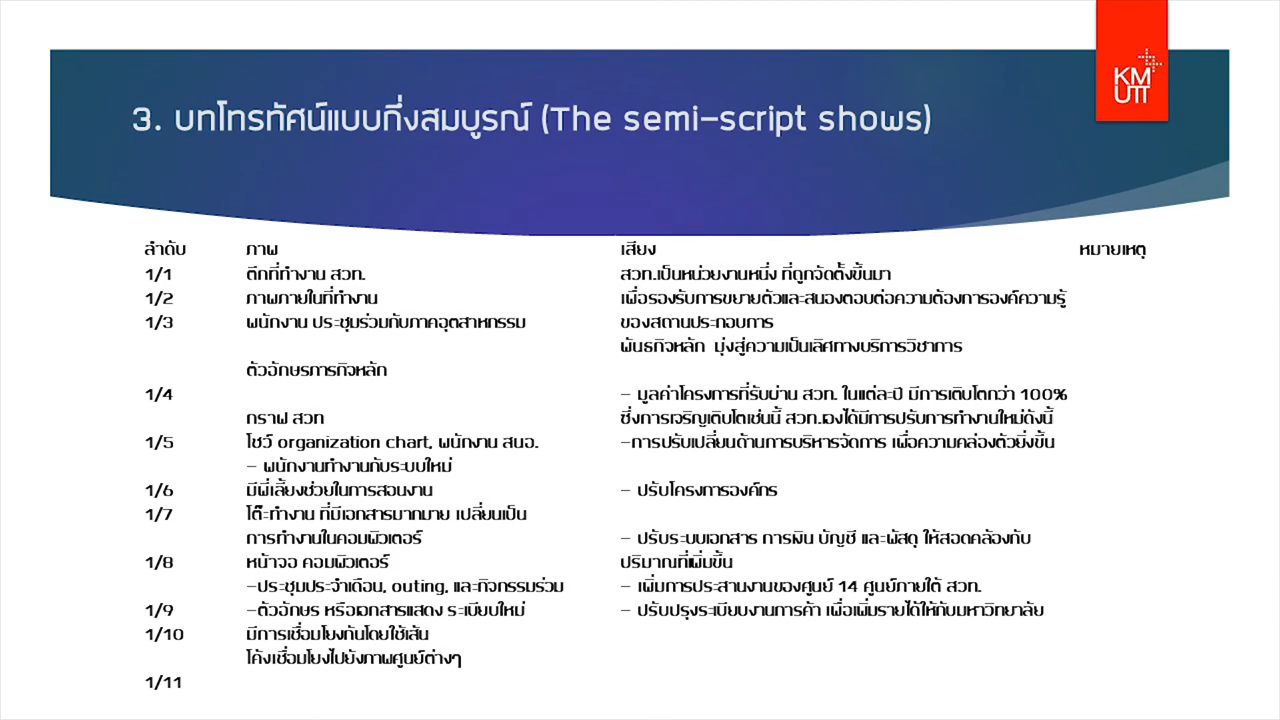 KM
UTT
3. บทโทรทัศน์แบบกึ่งสมบูรณ์ (The semi-script shows)
ลำดับ ภาพ เสียง หมายเหตุ
1/1 ตึกที่ทำงาน สวท. สวท.เป็นหน่วยงานหนึ่ง ที่ถูกจัดตั้งขึ้นมา
1/2 ภาพภายในที่ทำงาน เพื่อรองรับการขยายตัวและสนองตอบต่อความต้องการองค์ความรู้
1/3 พนักงาน ประชุมร่วมกับภาคอุตสาหกรรม ของสถานประกอบการ
พันธกิจหลัก มุ่งสู่ความเป็นเลิศทางบริการวิชาการ
ตัวอักษรภารกิจหลัก
1/4 - มูลค่าโครงการที่รับผ่าน สวท. ในแต่ละปี มีการเติบโตกว่า 100%
กราฟ สวท ซึ่งการเจริญเติบโตเช่นนี้ สวท.เองได้มีการปรับการทำงานใหม่ดังนี้
1/5 โชว์ organization chart, พนักงาน สนอ. -การปรับเปลี่ยนด้านการบริหารจัดการ เพื่อความคล่องตัวยิ่งขึ้น
- พนักงานทำงานกับระบบใหม่
1/6 มีพี่เลี้ยงช่วยในการสอนงาน - ปรับโครงการองค์กร
1/7 โต๊ะทำงาน ที่มีเอกสารมากมาย เปลี่ยนเป็น
การทำงานในคอมพิวเตอร์ - ปรับระบบเอกสาร การเงิน บัญชี และพัสดุ ให้สอดคล้องกับ
1/8 หน้าจอ คอมพิวเตอร์ ปริมาณที่เพิ่มขึ้น
-ประชุมประจำเดือน, outing, และกิจกรรมร่วม - เพิ่มการประสานงานของศูนย์ 14 ศูนย์ภายใต้ สวท.
1/9 -ตัวอักษร หรือเอกสารแสดง ระเบียบใหม่ - ปรับปรุงระเบียบงานการค้า เพื่อเพิ่มรายได้ให้กับมหาวิทยาลัย
1/10 มีการเชื่อมโยงกันโดยใช้เส้น
โค้งเชื่อมโยงไปยังภาพศูนย์ต่างๆ
1/11